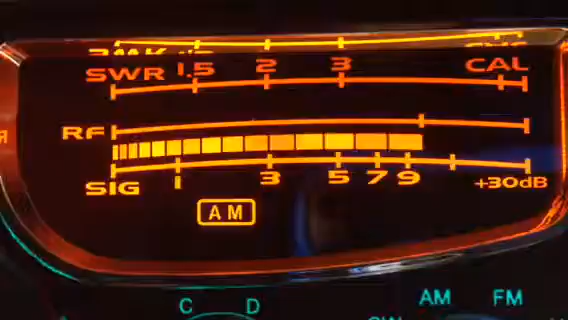 SWR 1.5 2 3 CAL
RF
SIG 1 3 5 7 9 +30dB
AM
AM FM
C D